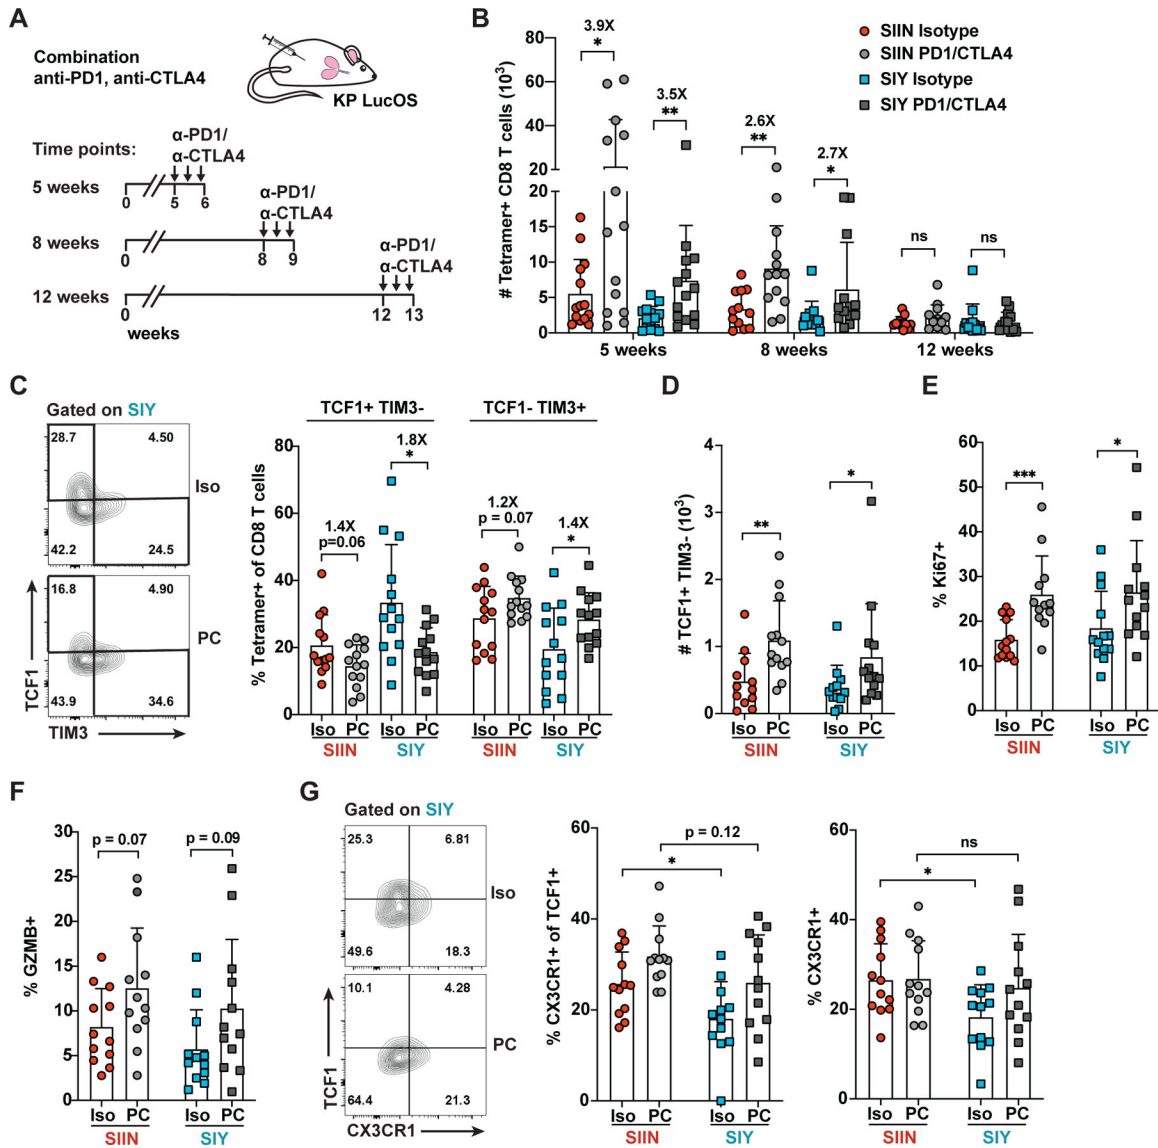 A
Combination
anti-PD1, anti-CTLA4
KP LucOS
Time points:
α-PD1/
α-CTLA4
5 weeks
0
5
6
α-PD1/
α-CTLA4
8 weeks
0
8
9
α-PD1/
α-CTLA4
12 weeks
0
12
13
weeks
B
# Tetramer+ CD8 T cells (10³)
80
60
40
20
20
15
10
5
0
3.9X
*
3.5X
**
2.6X
**
2.7X
*
ns
ns
5 weeks
8 weeks
12 weeks
SIIN Isotype
SIIN PD1/CTLA4
SIY Isotype
SIY PD1/CTLA4
C
Gated on SIY
28.7
4.50
42.2
24.5
Iso
16.8
4.90
43.9
34.6
PC
TCF1
TIM3
TCF1+ TIM3-
TCF1- TIM3+
% Tetramer+ of CD8 T cells
80
60
40
20
0
1.4X
p=0.06
1.8X
*
1.2X
p = 0.07
1.4X
*
Iso PC Iso PC Iso PC Iso PC
SIIN SIY SIIN SIY
D
# TCF1+ TIM3- (10³)
4
3
2
1
0
**
*
Iso PC Iso PC
SIIN SIY
E
% Ki67+
60
50
40
30
20
10
0
***
*
Iso PC Iso PC
SIIN SIY
F
% GZMB+
30
25
20
15
10
5
0
p = 0.07
p = 0.09
Iso PC Iso PC
SIIN SIY
G
Gated on SIY
25.3
6.81
49.6
18.3
Iso
10.1
4.28
64.4
21.3
PC
TCF1
CX3CR1
% CX3CR1+ of TCF1+
60
40
20
0
p = 0.12
*
Iso PC Iso PC
SIIN SIY
% CX3CR1+
60
40
20
0
ns
*
Iso PC Iso PC
SIIN SIY